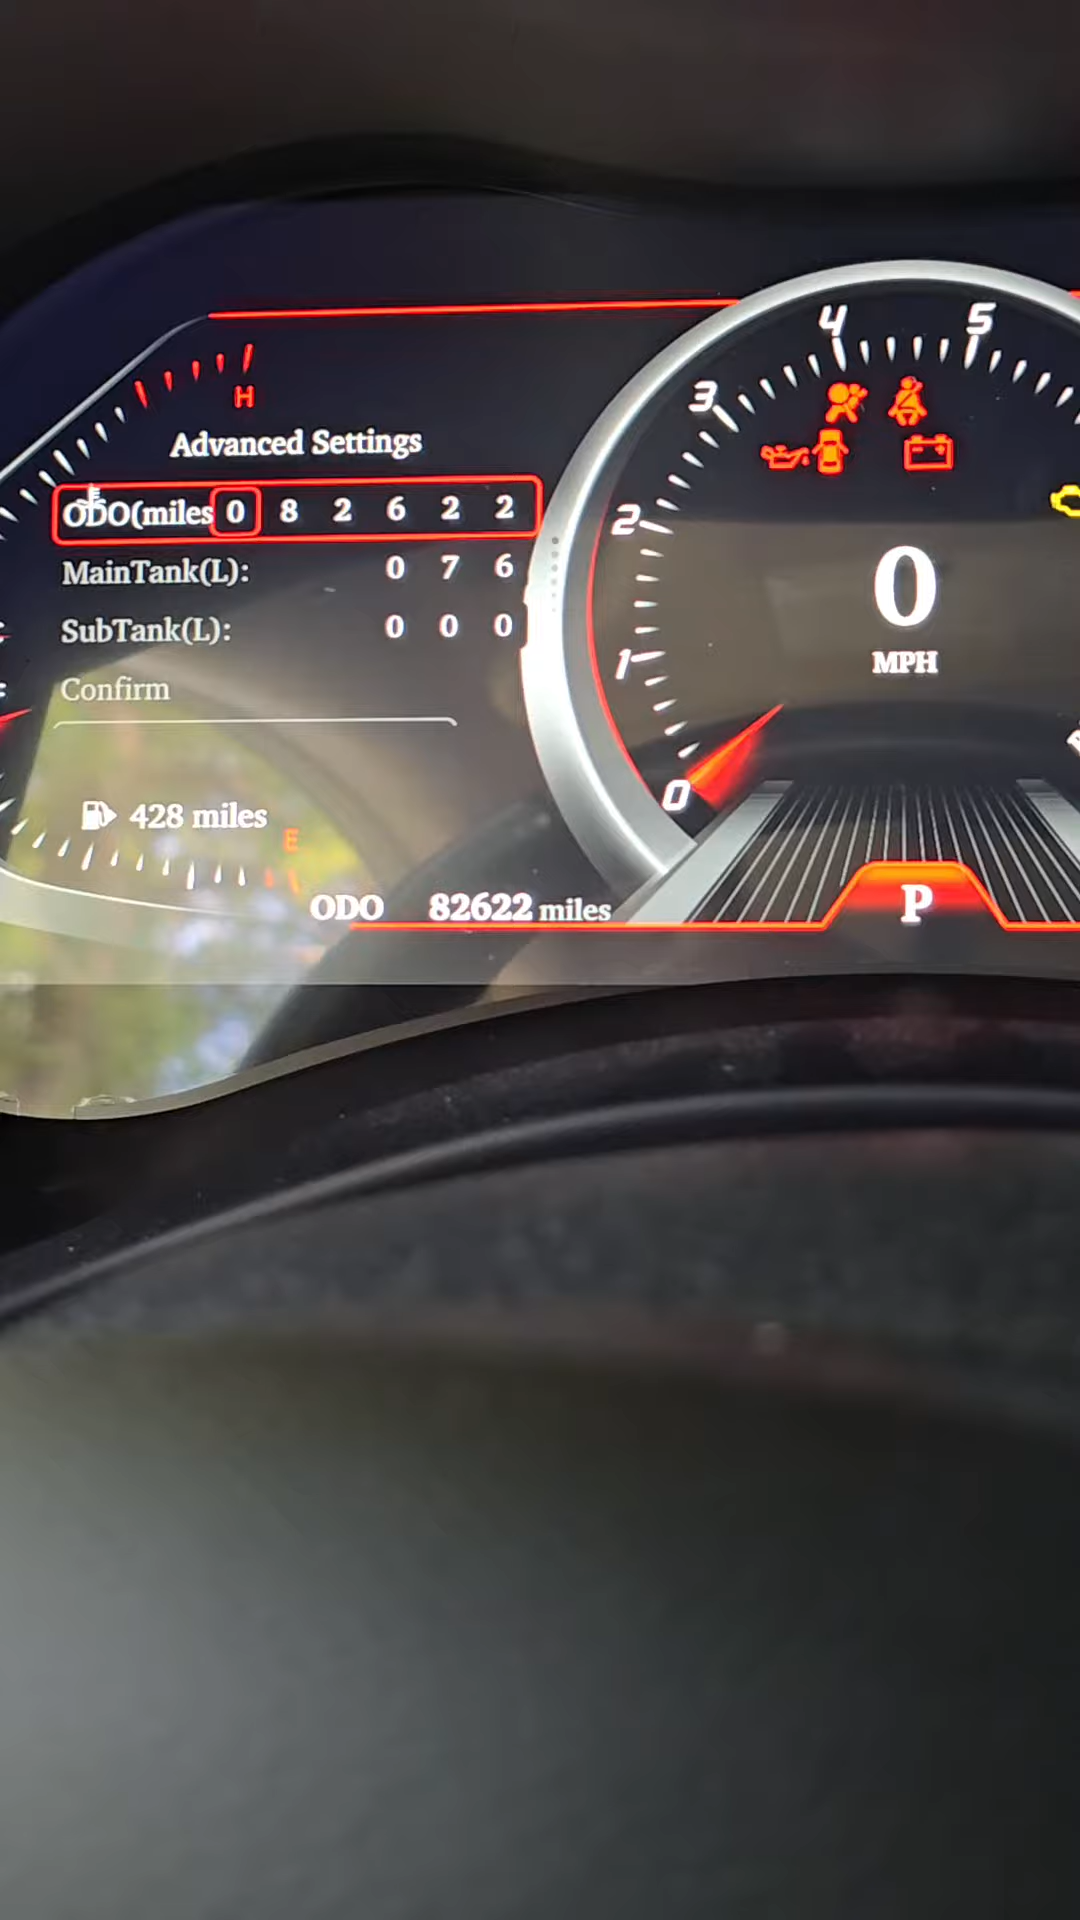 H
Advanced Settings
ODO(miles 0 8 2 6 2 2
MainTank(L): 0 7 6
SubTank(L): 0 0 0
Confirm
428 miles
E
ODO 82622 miles
4 5
3
2
1
0
0
MPH
P